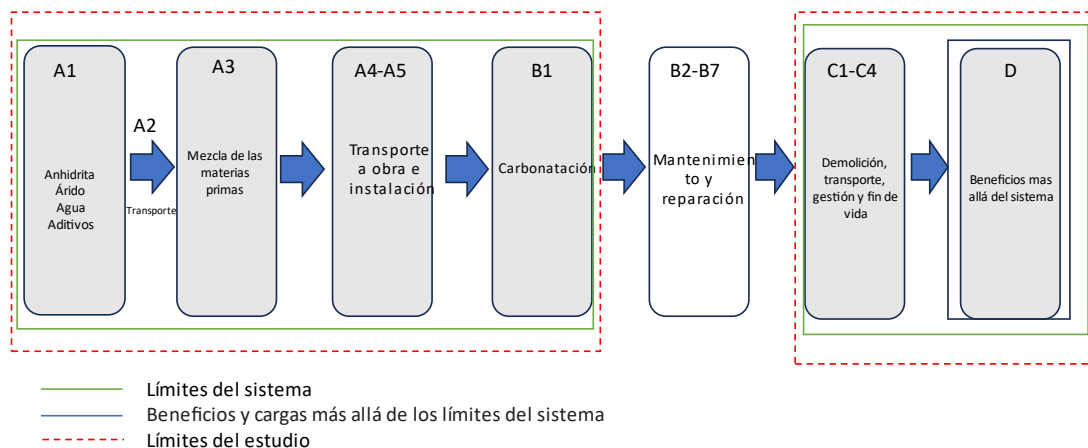 A1
Anhidrita
Árido
Agua
Aditivos
A2
Transporte
A3
Mezcla de las
materias
primas
A4-A5
Transporte
a obra e
instalación
B1
Carbonatación
B2-B7
Mantenimien
to y
reparación
C1-C4
Demolición,
transporte,
gestión y fin de
vida
D
Beneficios mas
allá del sistema
Límites del sistema
Beneficios y cargas más allá de los límites del sistema
Límites del estudio